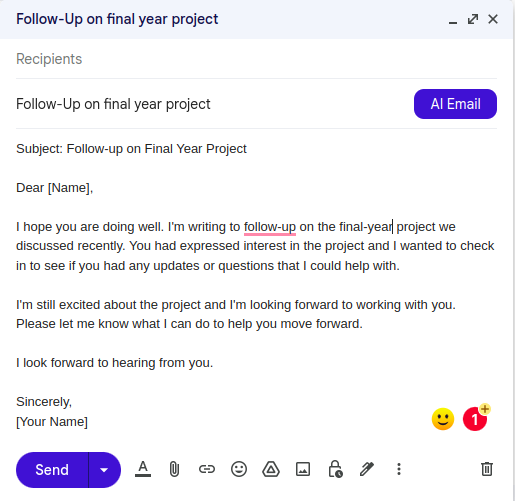 Follow-Up on final year project
Recipients
Follow-Up on final year project
AI Email
Subject: Follow-up on Final Year Project
Dear [Name],
I hope you are doing well. I'm writing to follow-up on the final-year project we
discussed recently. You had expressed interest in the project and I wanted to check
in to see if you had any updates or questions that I could help with.
I'm still excited about the project and I'm looking forward to working with you.
Please let me know what I can do to help you move forward.
I look forward to hearing from you.
Sincerely,
[Your Name]
1
+
Send
A